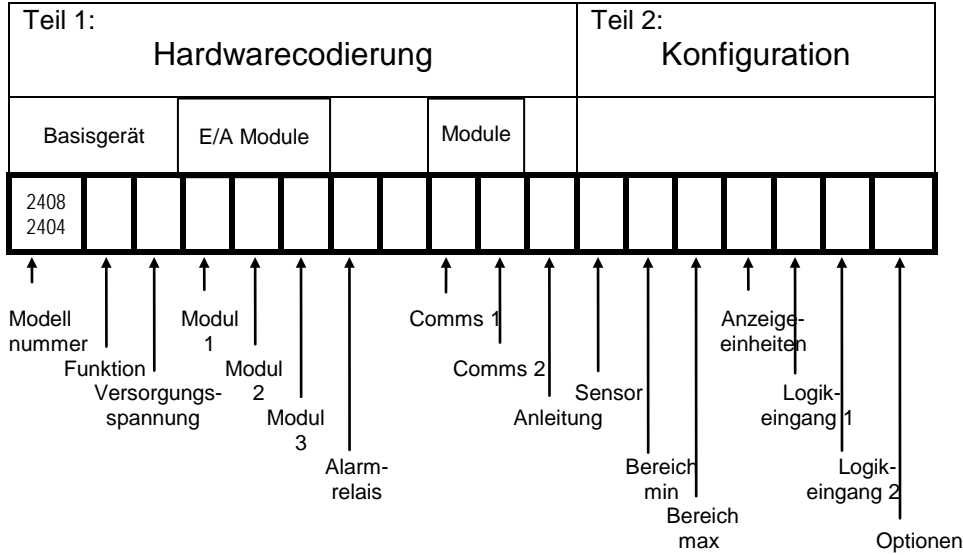 Teil 1:
Hardwarecodierung
Teil 2:
Konfiguration
Basisgerät
E/A Module
Module
2408
2404
Modell
nummer
Funktion
Versorgungs-
spannung
Modul
1
Modul
2
Modul
3
Alarm-
relais
Comms 1
Comms 2
Anleitung
Sensor
Bereich
min
Bereich
max
Anzeige-
einheiten
Logik-
eingang 1
Logik-
eingang 2
Optionen